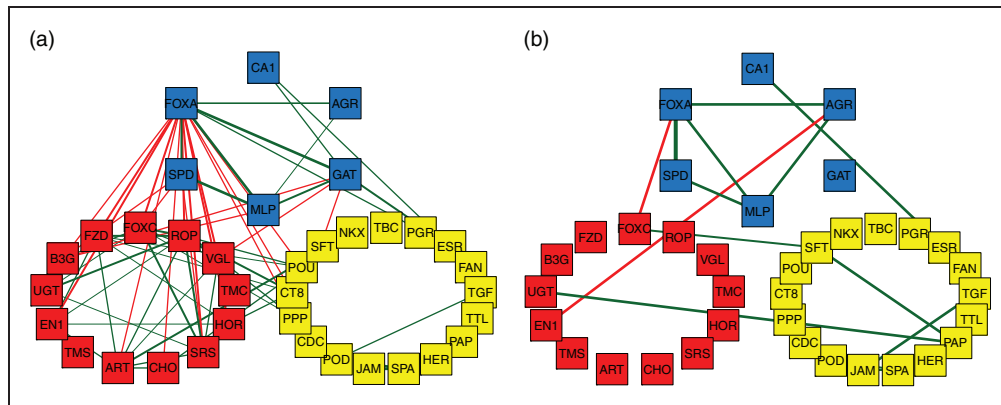 (a)
CA1
FOXA
AGR
SPD
GAT
MLP
FOXC
FZD
ROP
B3G
VGL
UGT
TMC
EN1
HOR
TMS
SRS
ART
CHO
NKX
TBC
SFT
PGR
POU
ESR
CT8
FAN
PPP
TGF
CDC
TTL
POD
PAP
JAM
SPA
HER
(b)
CA1
FOXA
AGR
SPD
GAT
MLP
FOXC
FZD
ROP
B3G
VGL
UGT
TMC
EN1
HOR
TMS
SRS
ART
CHO
NKX
TBC
SFT
PGR
POU
ESR
CT8
FAN
PPP
TGF
CDC
TTL
POD
PAP
JAM
SPA
HER